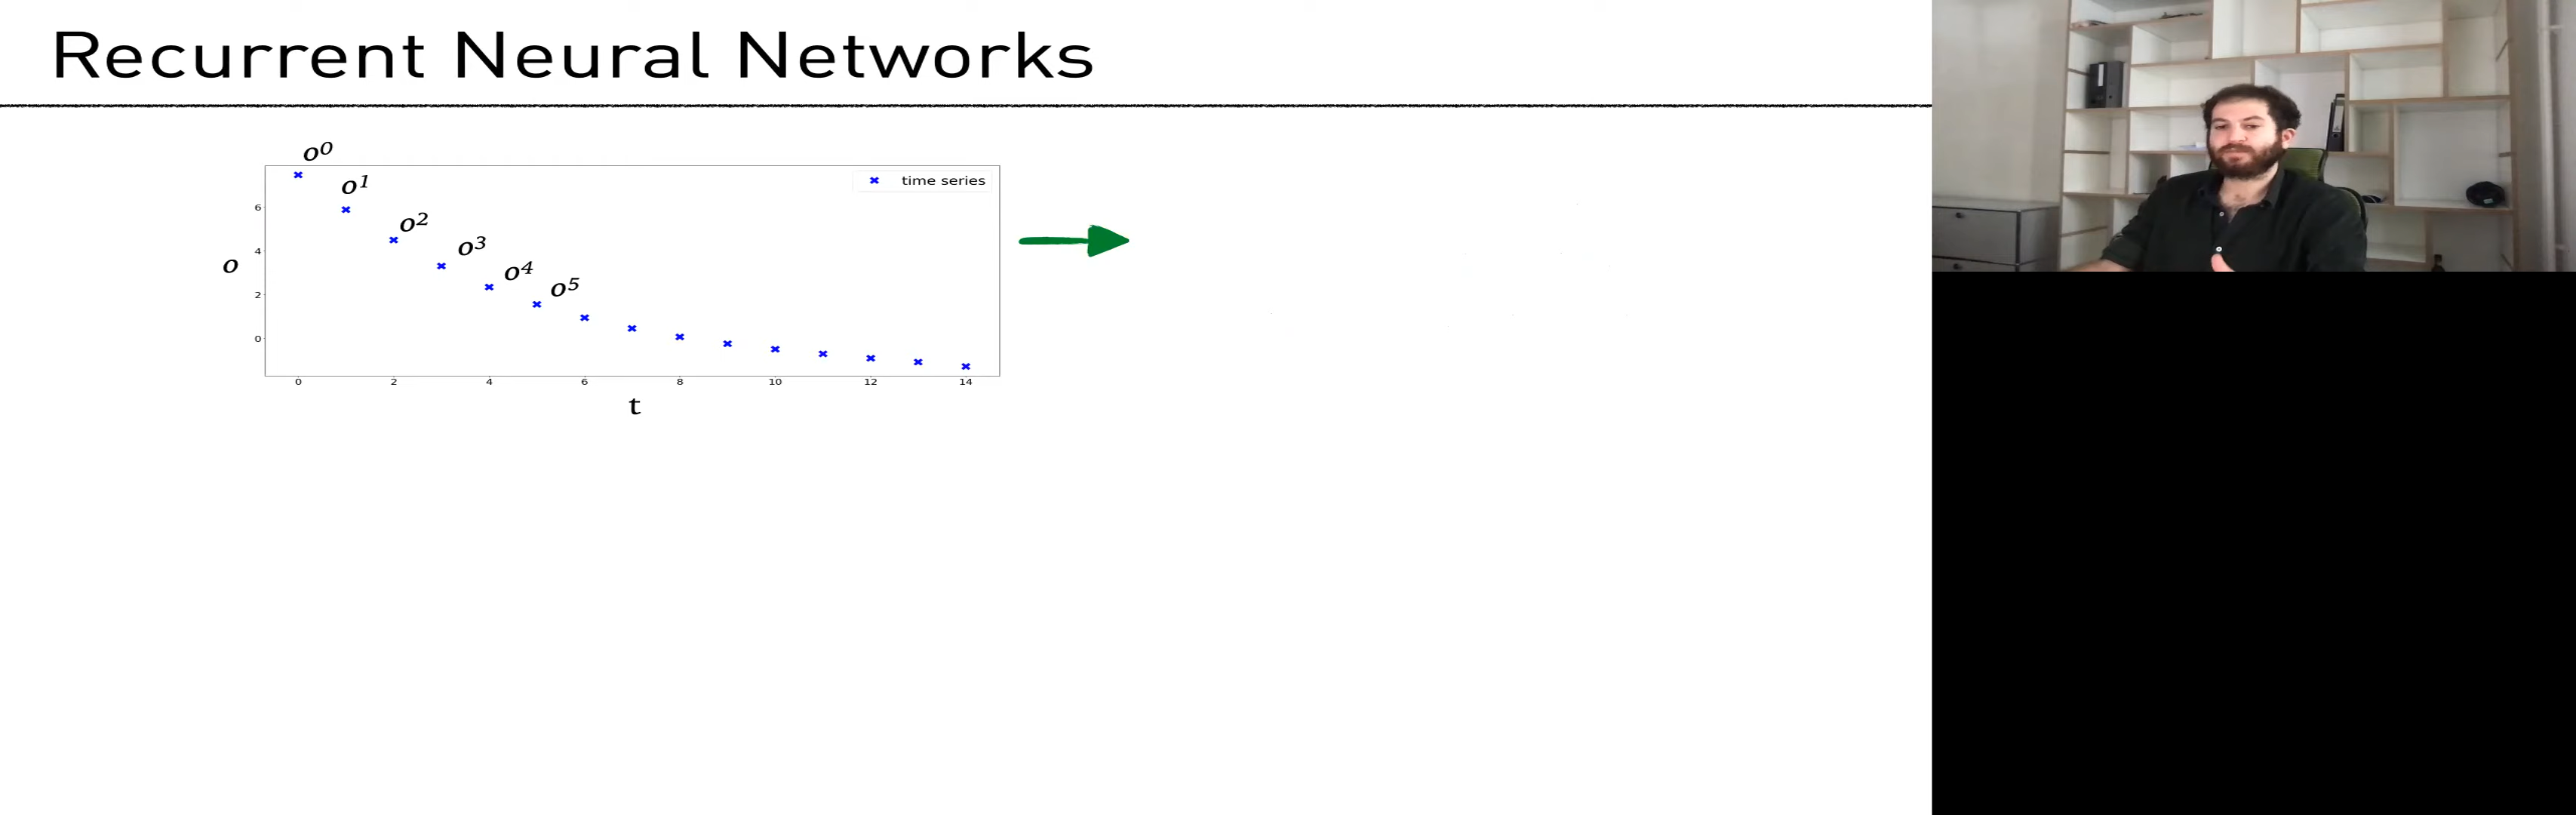 Recurrent Neural Networks
o⁰
o¹
o²
o³
o⁴
o⁵
time series
6
4
2
0
o
0 2 4 6 8 10 12 14
t